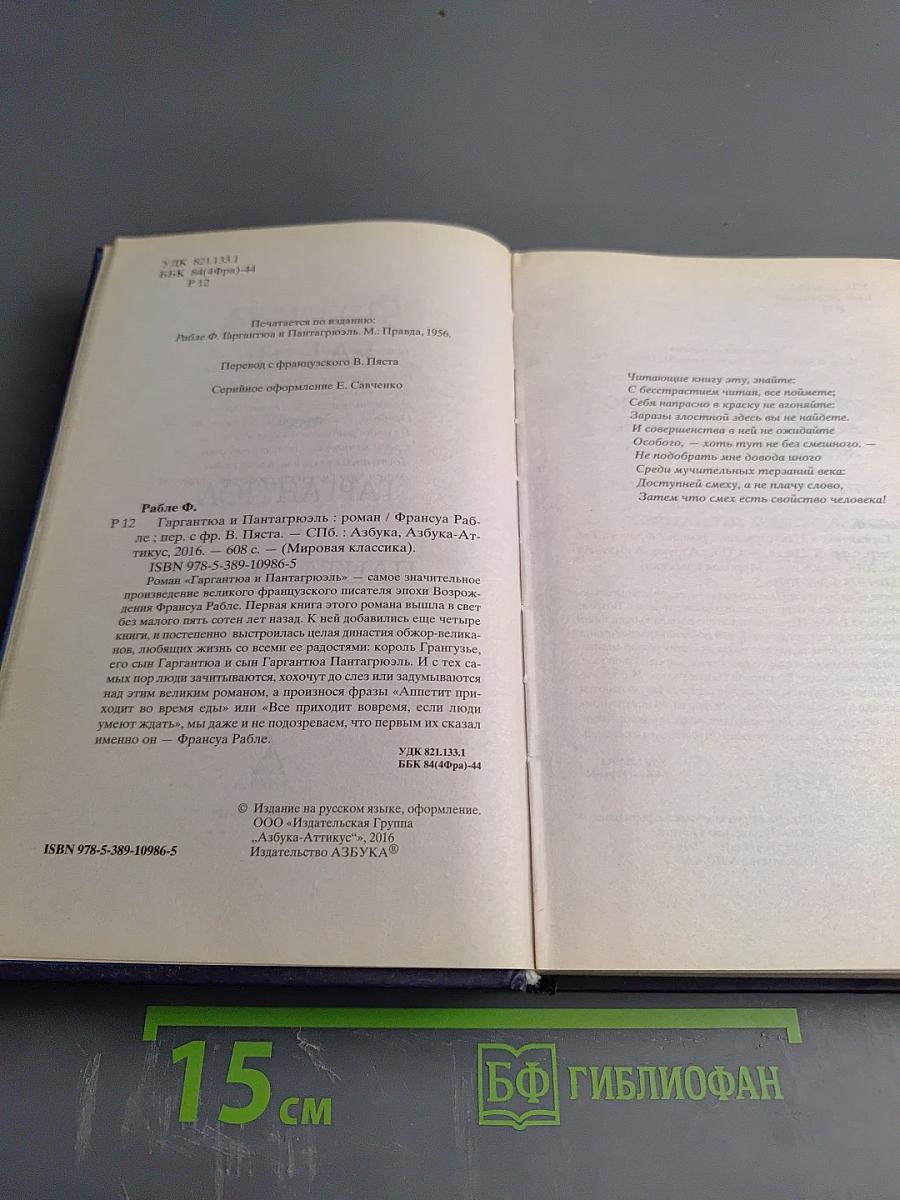 УДК 821.133.1
ББК 84(4Фра)-44
Р 12
Печатается по изданию:
Рабле Ф. Гаргантюа и Пантагрюэль. М.: Правда, 1956.
Перевод с французского В. Пяста
Серийное оформление Е. Савченко
Рабле Ф.
Р 12 Гаргантюа и Пантагрюэль : роман / Франсуа Раб-
ле ; пер. с фр. В. Пяста. — СПб. : Азбука, Азбука-Ат-
тикус, 2016. — 608 с. — (Мировая классика).
ISBN 978-5-389-10986-5
Роман «Гаргантюа и Пантагрюэль» — самое значительное
произведение великого французского писателя эпохи Возрож-
дения Франсуа Рабле. Первая книга этого романа вышла в свет
без малого пять сотен лет назад. К ней добавились еще четыре
книги, и постепенно выстроилась целая династия обжор-велика-
нов, любящих жизнь со всеми ее радостями: король Грангузье,
его сын Гаргантюа и сын Гаргантюа Пантагрюэль. И с тех са-
мых пор люди зачитываются, хохочут до слез или задумываются
над этим великим романом, а произнося фразы «Аппетит при-
ходит во время еды» или «Все приходит вовремя, если люди
умеют ждать», мы даже и не подозреваем, что первым их сказал
именно он — Франсуа Рабле.
УДК 821.133.1
ББК 84(4Фра)-44
© Издание на русском языке, оформление.
ООО «Издательская Группа
„Азбука-Аттикус“», 2016
Издательство АЗБУКА®
ISBN 978-5-389-10986-5
Читающие книгу эту, знайте:
С бесстрастием читая, все поймете;
Себя напрасно в краску не вгоняйте:
Заразы злостной здесь вы не найдете.
И совершенства в ней не ожидайте
Особого, — хоть тут не без смешного. —
Не подобрать мне довода иного
Среди мучительных терзаний века:
Доступней смеху, а не плачу слово,
Затем что смех есть свойство человека!
15 см
БФ ГИБЛИОФАН